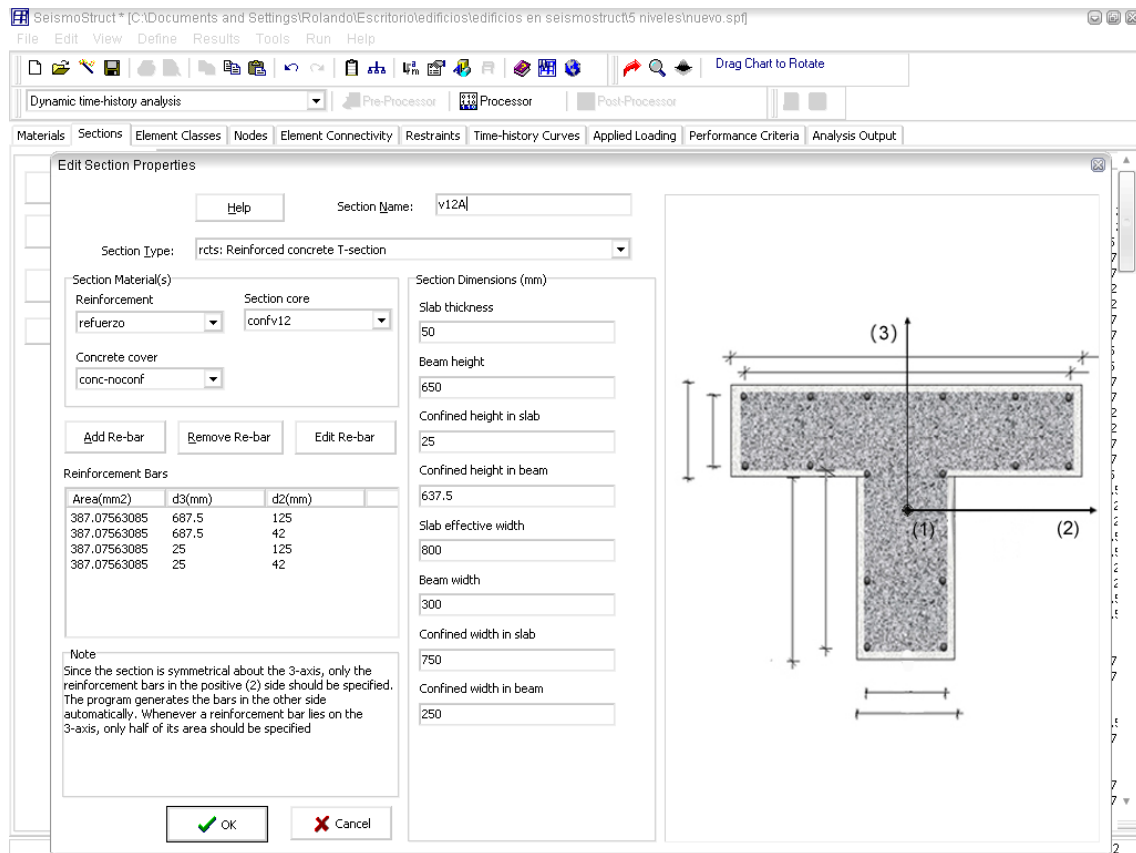 SeismoStruct * [C:\Documents and Settings\Rolando\Escritorio\edificios\edificios en seismostruct\5 niveles\nuevo.spf]
File Edit View Define Results Tools Run Help
Drag Chart to Rotate
Dynamic time-history analysis Pre-Processor Processor Post-Processor
Materials Sections Element Classes Nodes Element Connectivity Restraints Time-history Curves Applied Loading Performance Criteria Analysis Output
Edit Section Properties
Help Section Name: v12A
Section Type: rcts: Reinforced concrete T-section
Section Material(s)
Reinforcement Section core
refuerzo confv12
Concrete cover
conc-noconf
Add Re-bar Remove Re-bar Edit Re-bar
Reinforcement Bars
Area(mm2) d3(mm) d2(mm)
387.07563085 687.5 125
387.07563085 687.5 42
387.07563085 25 125
387.07563085 25 42
Note
Since the section is symmetrical about the 3-axis, only the
reinforcement bars in the positive (2) side should be specified.
The program generates the bars in the other side
automatically. Whenever a reinforcement bar lies on the
3-axis, only half of its area should be specified
OK Cancel
Section Dimensions (mm)
Slab thickness
50
Beam height
650
Confined height in slab
25
Confined height in beam
637.5
Slab effective width
800
Beam width
300
Confined width in slab
750
Confined width in beam
250
(3)
(1)
(2)